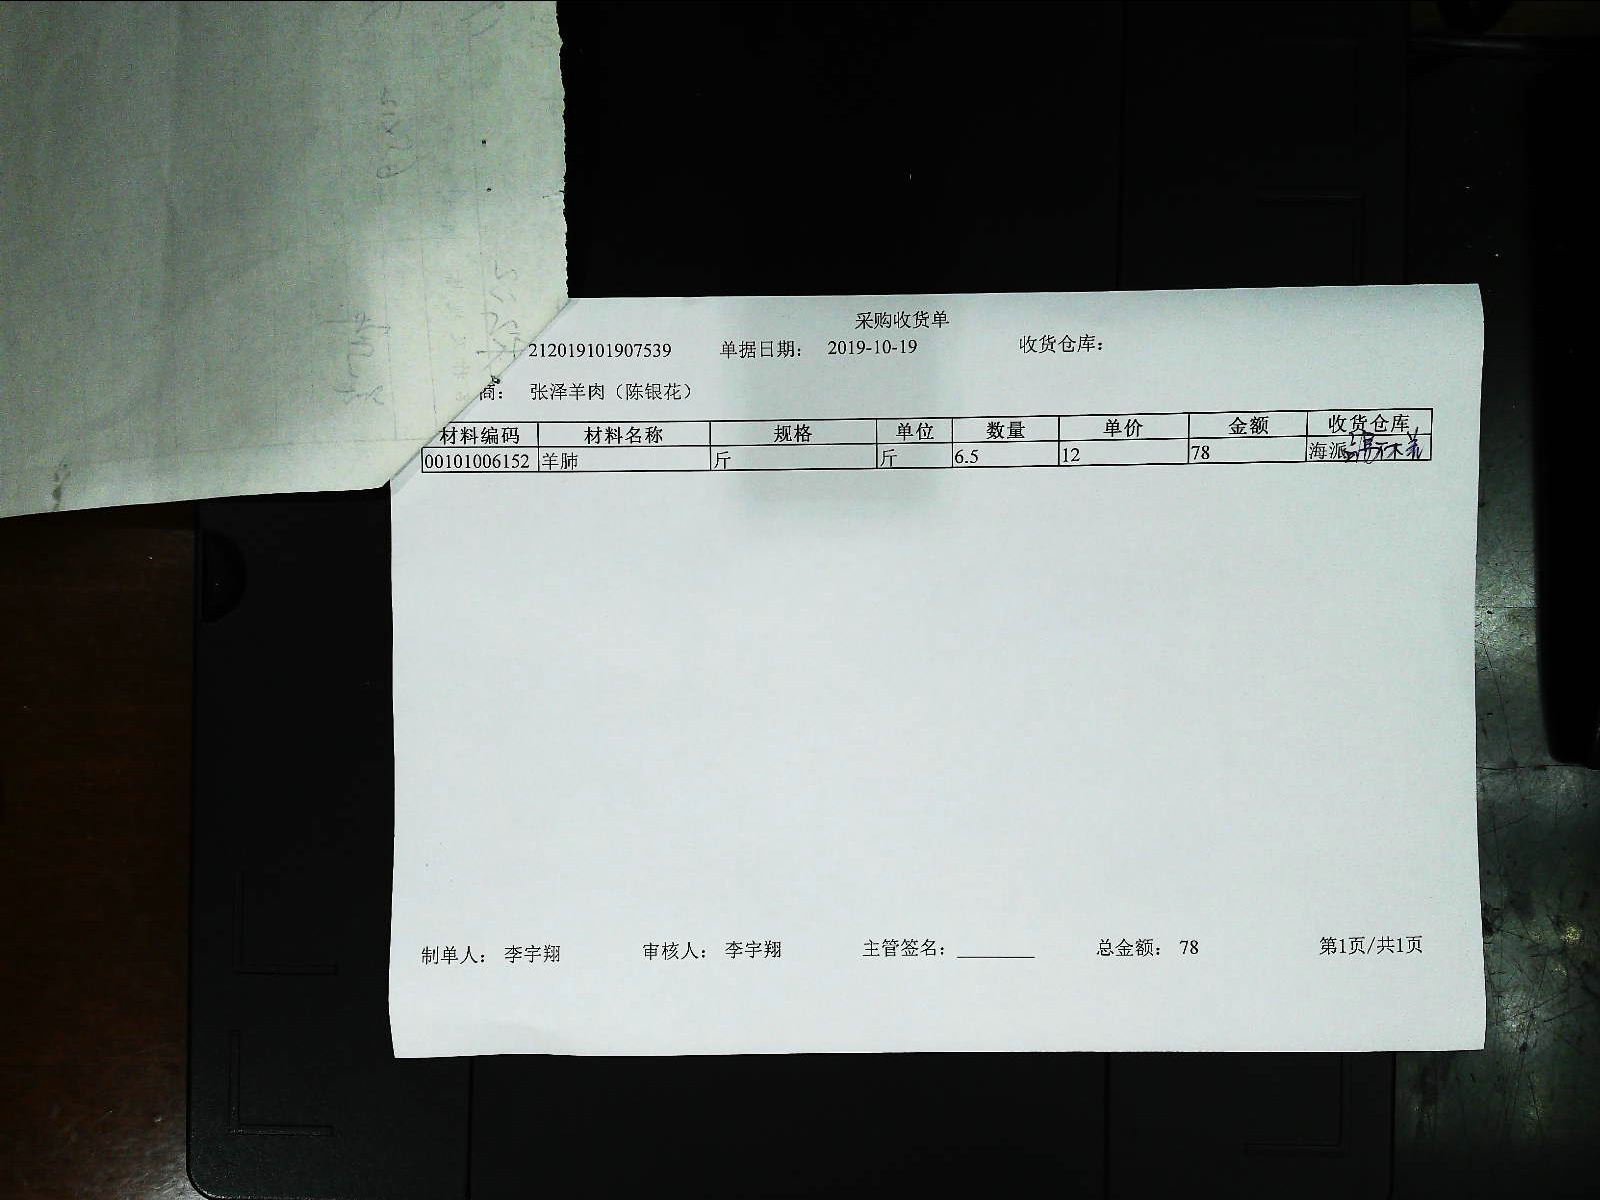 采购收货单
212019101907539 单据日期： 2019-10-19 收货仓库：
商： 张泽羊肉（陈银花）
材料编码 材料名称 规格 单位 数量 单价 金额 收货仓库
00101006152 羊肺 斤 斤 6.5 12 78 海派
制单人： 李宇翔 审核人： 李宇翔 主管签名： 总金额： 78 第1页/共1页